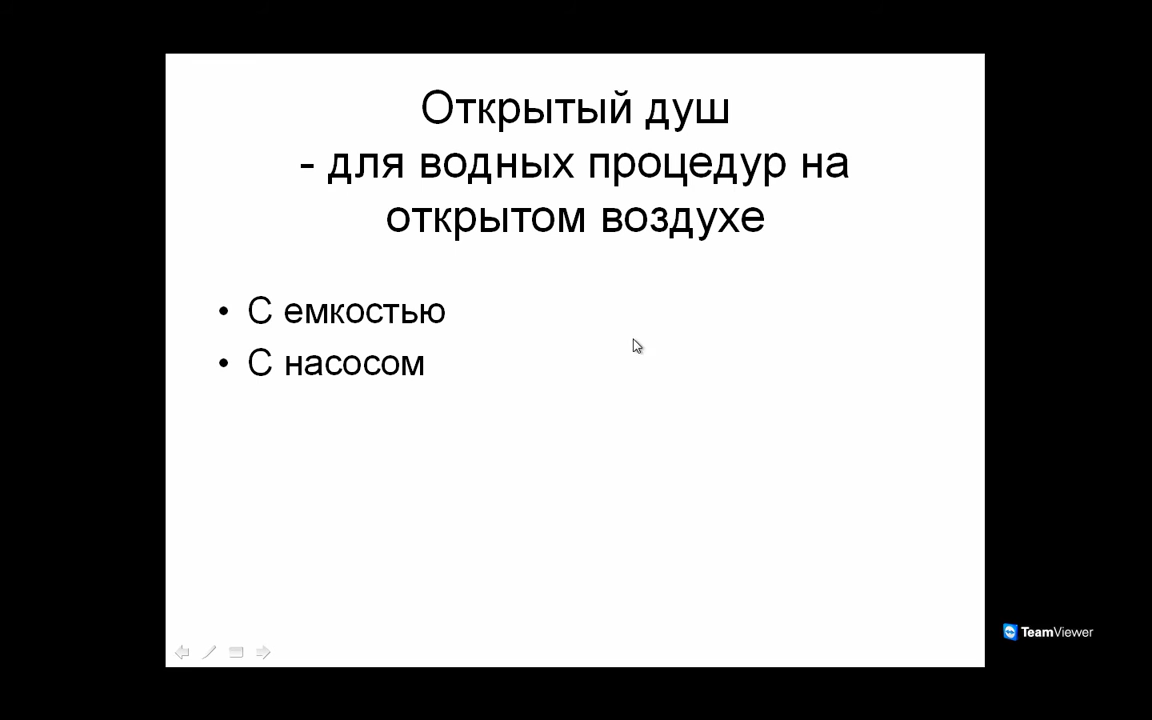 Открытый душ
- для водных процедур на
открытом воздухе
• С емкостью
• С насосом
TeamViewer